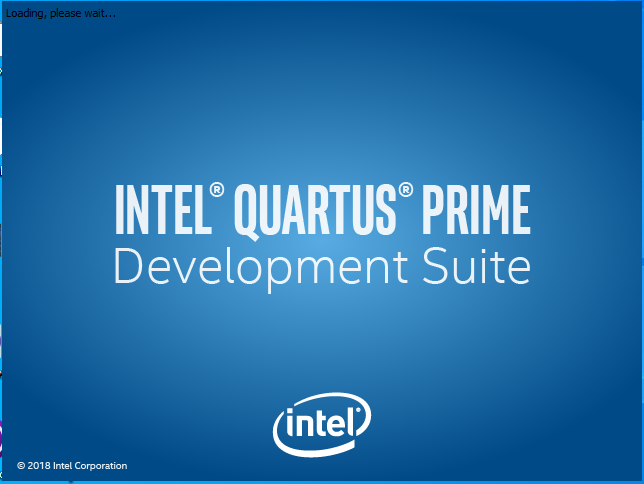 Loading, please wait...
INTEL® QUARTUS® PRIME
Development Suite
intel
© 2018 Intel Corporation